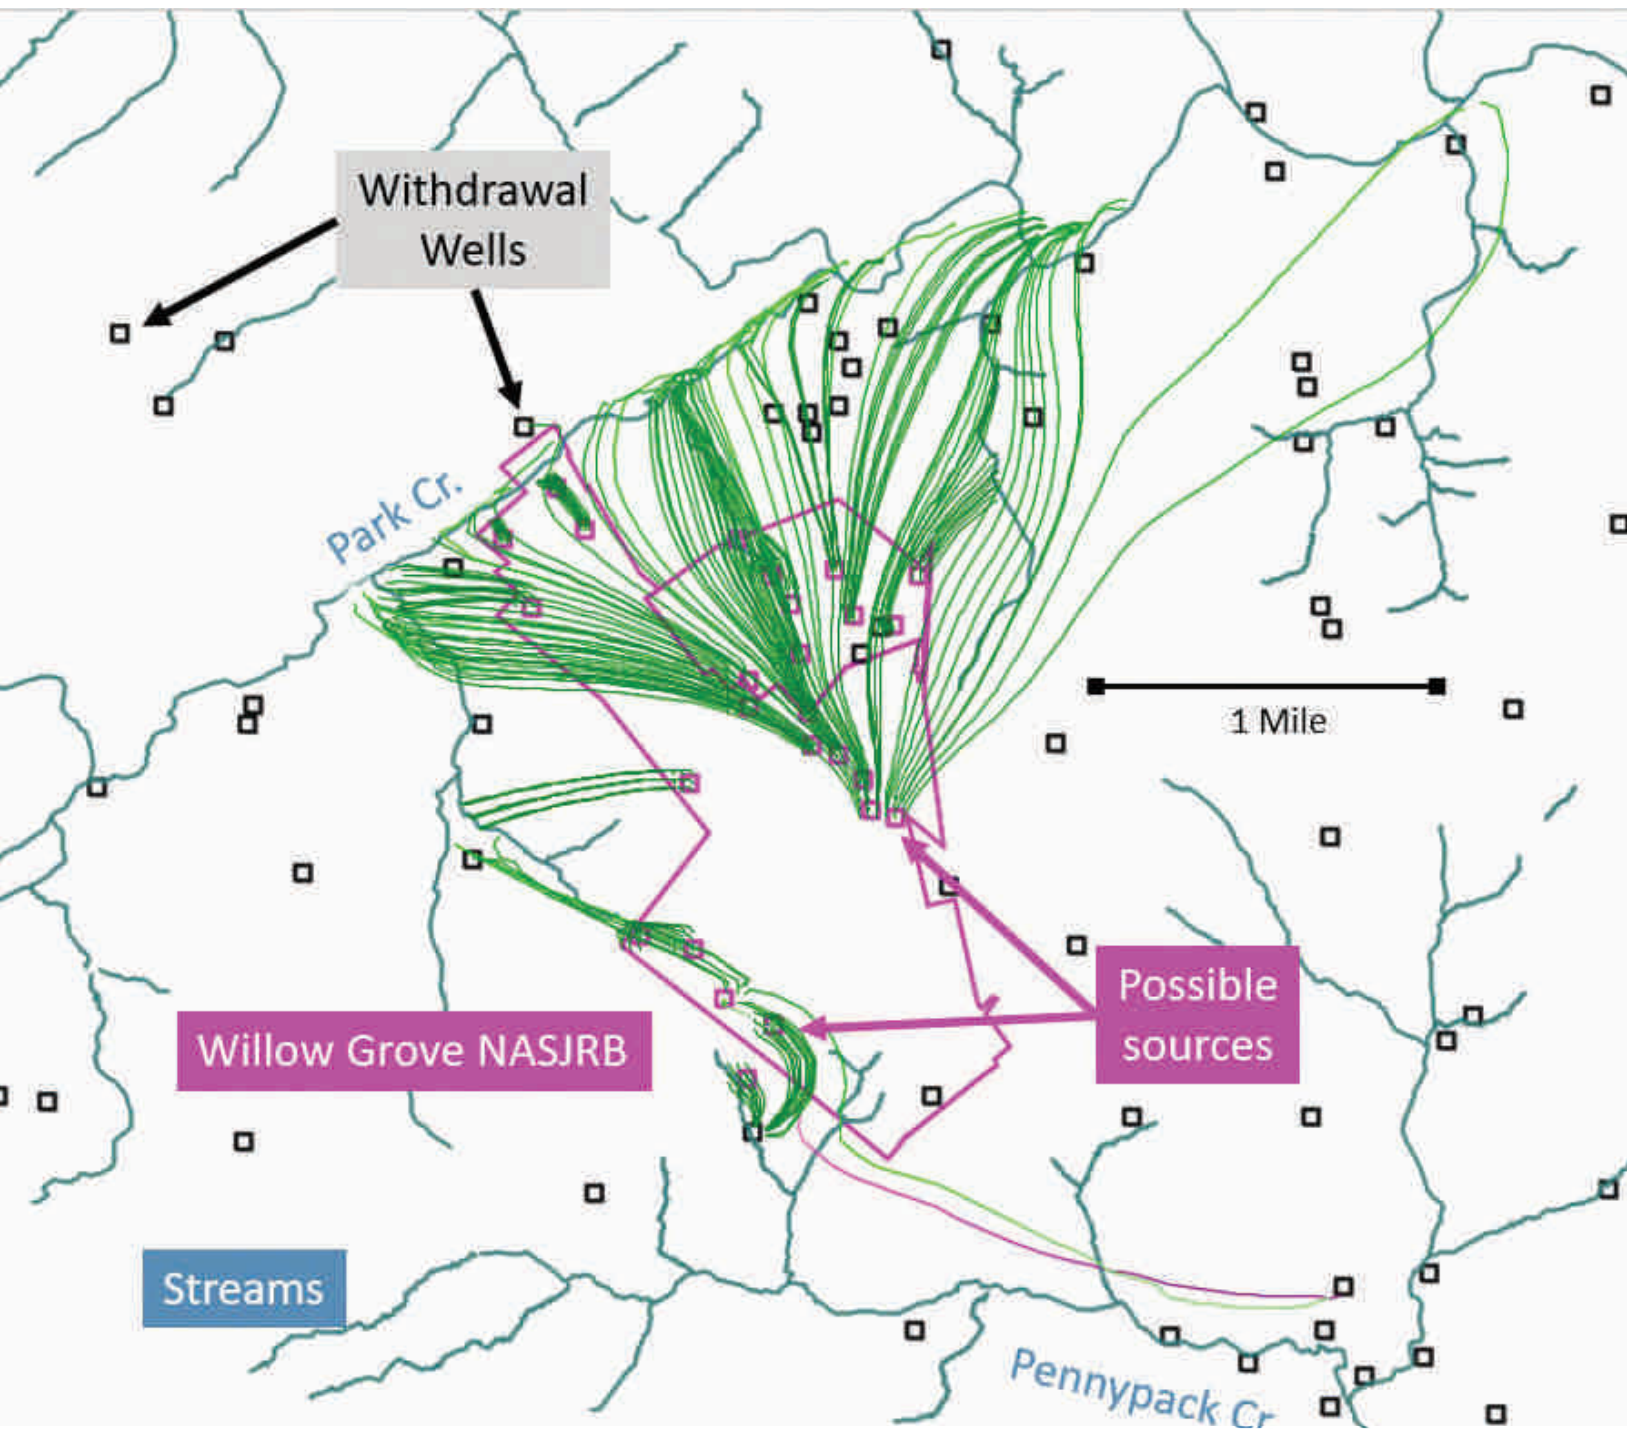 Withdrawal
Wells
Park Cr.
1 Mile
Possible
sources
Willow Grove NASJRB
Streams
Pennypack Cr